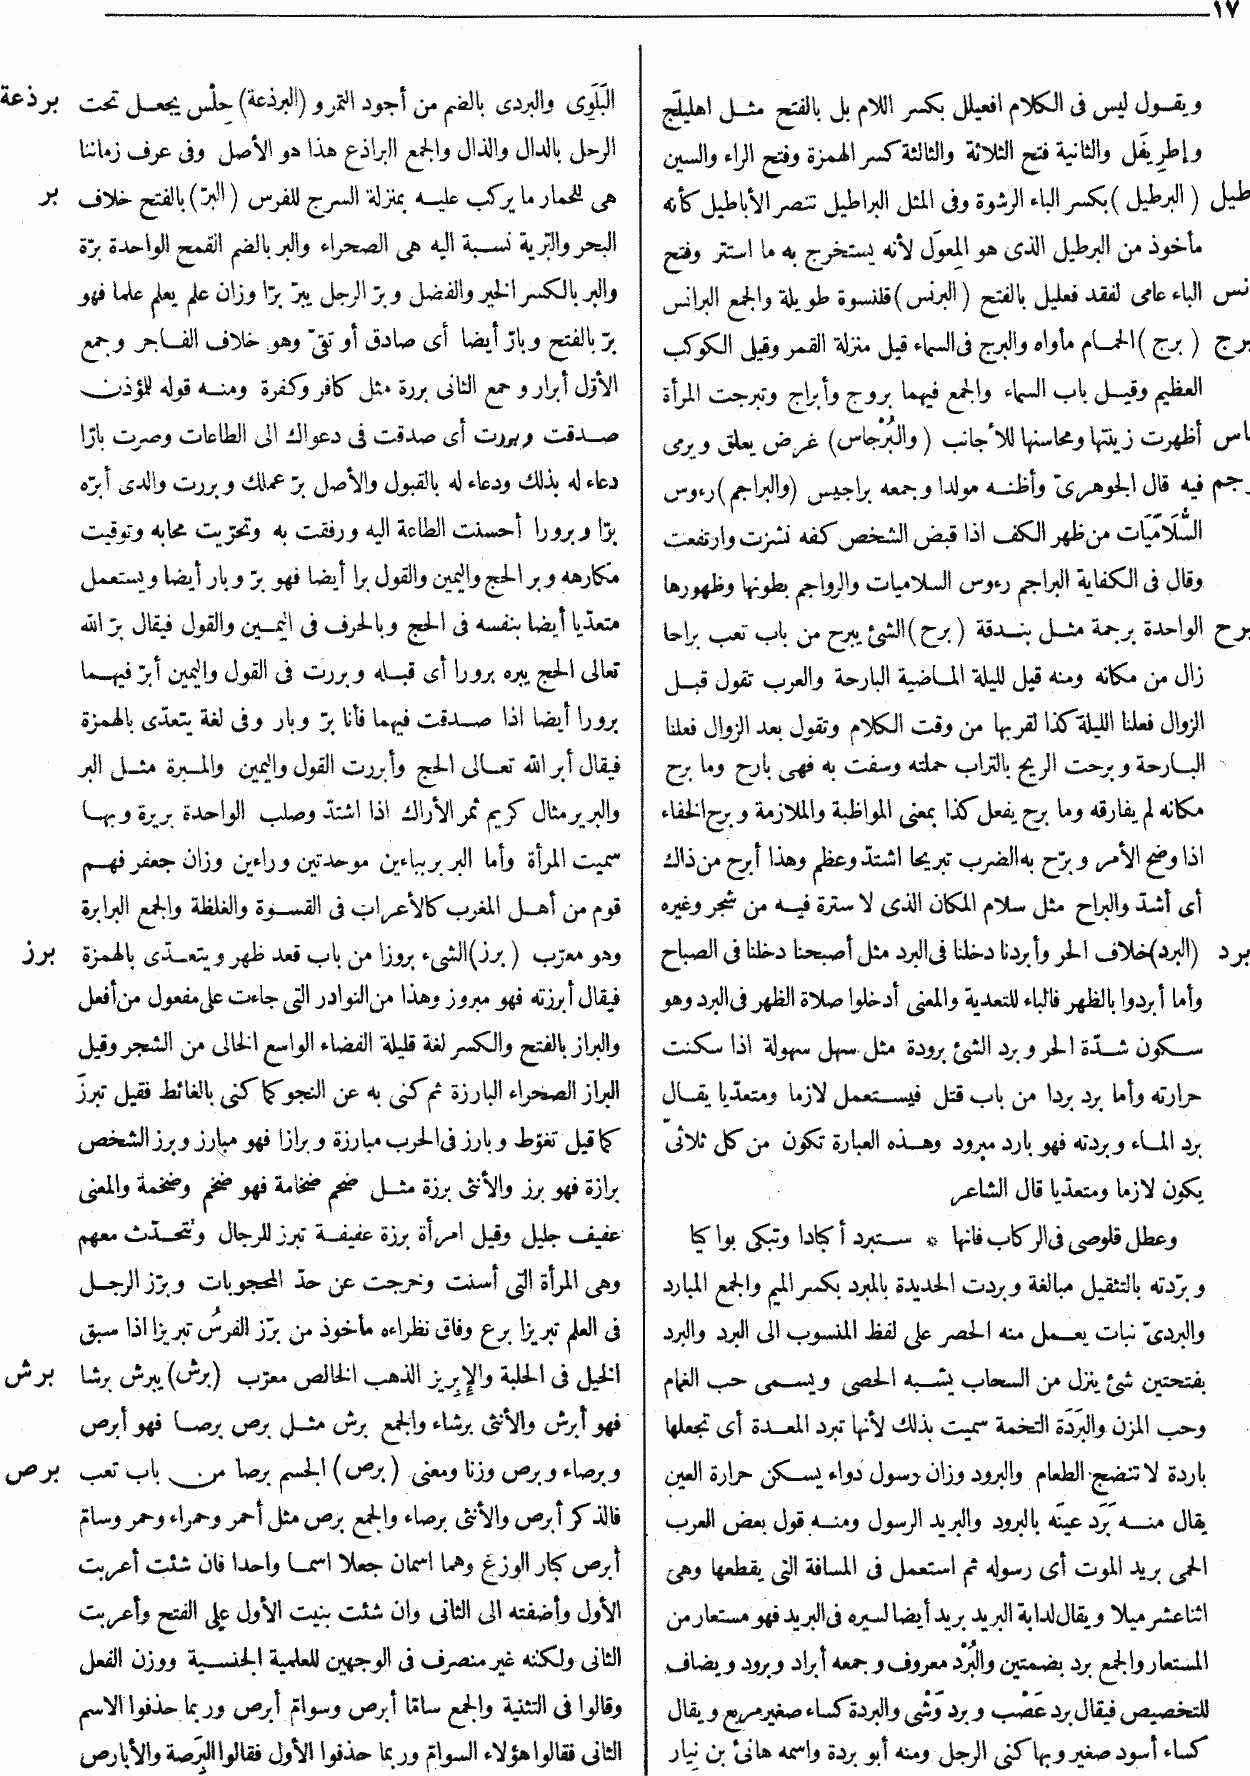 ١٧
ويقول ليس فى الكلام افعيلل بكسر اللام بل بالفتح مثل اهليلَج
وإطرِيفَل والثانية فتح الثلاثة والثالثة كسر الهمزة وفتح الراء والسين
طيل (البرطيل) بكسر الباء الرشوة وفى المثل البراطيل تنصر الأباطيل كأنه
مأخوذ من البرطيل الذى هو المِعوَل لأنه يستخرج به ما استتر وفتح
نس الباء عامى لفقد فعليل بالفتح (البرنس) قلنسوة طويلة والجمع البرانس
برج (برج) الحمام مأواه والبرج فى السماء قيل منزلة القمر وقيل الكوكب
العظيم وقيل باب السماء والجمع فيهما بروج وأبراج وتبرجت المرأة
اس أظهرت زينتها ومحاسنها للأجانب (والبُرْجاس) غرض يعلق ويرمى
رجم فيه قال الجوهرىّ وأظنه مولدا وجمعه براجيس (والبراجم) رءوس
السُّلَامَيَات من ظهر الكف اذا قبض الشخص كفه نشزت وارتفعت
وقال فى الكفاية البراجم رءوس السلاميات والرواجم بطونها وظهورها
برح الواحدة برجمة مثل بندقة (برح) الشئ يبرح من باب تعب براحا
زال من مكانه ومنه قيل لليلة الماضية البارحة والعرب تقول قبل
الزوال فعلنا الليلة كذا لقربها من وقت الكلام وتقول بعد الزوال فعلنا
البارحة وبرحت الريح بالتراب حملته وسفت به فهى بارح وما برح
مكانه لم يفارقه وما برح يفعل كذا بمعنى المواظبة والملازمة وبرح الخفاء
اذا وضح الأمر وبرّح به الضرب تبريحا اشتدّ وعظم وهذا أبرح من ذاك
أى أشدّ والبراح مثل سلام المكان الذى لا سترة فيه من شجر وغيره
برد (البرد) خلاف الحر وأبردنا دخلنا فى البرد مثل أصبحنا دخلنا فى الصباح
وأما أبردوا بالظهر فالباء للتعدية والمعنى أدخلوا صلاة الظهر فى البرد وهو
سكون شدّة الحر وبرد الشئ برودة مثل سهل سهولة اذا سكنت
حرارته وأما برد بردا من باب قتل فيستعمل لازما ومتعدّيا يقال
برد الماء وبردته فهو بارد مبرود وهذه العبارة تكون من كل ثلاثىّ
يكون لازما ومتعدّيا قال الشاعر
وعطل قلوصى فى الركاب فانها * ستبرد أكبادا وتبكى بواكيا
وبرّدته بالتثقيل مبالغة وبردت الحديدة بالمبرد بكسر الميم والجمع المبارد
والبردىّ نبات يعمل منه الحصر على لفظ المنسوب الى البرد والبرد
بفتحتين شئ ينزل من السحاب يشبه الحصى ويسمى حب الغمام
وحب المزن والبَرَدَة التخمة سميت بذلك لأنها تبرد المعدة أى تجعلها
باردة لا تنضج الطعام والبرود وزان رسول دواء يسكن حرارة العين
يقال منه بَرَد عينَه بالبرود والبريد الرسول ومنه قول بعض العرب
الحمى بريد الموت أى رسوله ثم استعمل فى المسافة التى يقطعها وهى
اثنا عشر ميلا ويقال لدابة البريد بريد أيضا لسيره فى البريد فهو مستعار من
المستعار والجمع برد بضمتين والبُرْد معروف وجمعه أبراد وبرود ويضاف
للتخصيص فيقال برد عَصْب وبرد وَشْى والبردة كساء صغير مربع ويقال
كساء أسود صغير وبها كنى الرجل ومنه أبو بردة واسمه هانئ بن نِيار
البَلَوِى والبردى بالضم من أجود التمر و (البرذعة) حِلْس يجعل تحت برذعة
الرحل بالدال والذال والجمع البراذع هذا هو الأصل وفى عرف زماننا
هى للحمار ما يركب عليه بمنزلة السرج للفرس (البرّ) بالفتح خلاف بر
البحر والبرّية نسبة اليه هى الصحراء والبر بالضم القمح الواحدة برّة
والبر بالكسر الخير والفضل وبرّ الرجل يبرّ برّا وزان علم يعلم علما فهو
برّ بالفتح وبارّ أيضا أى صادق أو تقىّ وهو خلاف الفاجر وجمع
الأوّل أبرار وجمع الثانى بررة مثل كافر وكفرة ومنه قوله للمؤذن
صدقت وبررت أى صدقت فى دعواك الى الطاعات وصرت بارّا
دعاء له بذلك ودعاء له بالقبول والأصل برّ عملك وبررت والدى أبرّه
برّا وبرورا أحسنت الطاعة اليه ورفقت به وتحرّيت محابه وتوقيت
مكارهه وبر الحج واليمين والقول برا أيضا فهو برّ وبار أيضا ويستعمل
متعدّيا أيضا بنفسه فى الحج وبالحرف فى اليمين والقول فيقال برّ الله
تعالى الحج يبره برورا أى قبله وبررت فى القول واليمين أبرّ فيهما
برورا أيضا اذا صدقت فيهما فأنا برّ وبار وفى لغة يتعدّى بالهمزة
فيقال أبر الله تعالى الحج وأبررت القول واليمين والمبرة مثل البر
والبرير مثال كريم ثمر الأراك اذا اشتدّ وصلب الواحدة بريرة وبها
سميت المرأة وأما البربر بباءين موحدتين وراءين وزان جعفر فهم
قوم من أهل المغرب كالأعراب فى القسوة والغلظة والجمع البرابرة
وهو معرّب (برز) الشىء بروزا من باب قعد ظهر ويتعدّى بالهمزة برز
فيقال أبرزته فهو مبروز وهذا من النوادر التى جاءت على مفعول من أفعل
والبراز بالفتح والكسر لغة قليلة الفضاء الواسع الخالى من الشجر وقيل
البراز الصحراء البارزة ثم كنى به عن النجو كما كنى بالغائط فقيل تبرزَ
كما قيل تغوّط وبارز فى الحرب مبارزة وبرازا فهو مبارز وبرز الشخص
برازة فهو برز والأنثى برزة مثل ضخم ضخامة فهو ضخم وضخمة والمعنى
عفيف جليل وقيل امرأة برزة عفيفة تبرز للرجال وتتحدّث معهم
وهى المرأة التى أسنت وخرجت عن حدّ المحجوبات وبرّز الرجل
فى العلم تبريزا برع وفاق نظراءه مأخوذ من برّز الفرسُ تبريزا اذا سبق
الخيل فى الحلبة والإبريز الذهب الخالص معرّب (برش) يبرش برشا برش
فهو أبرش والأنثى برشاء والجمع برش مثل برص برصا فهو أبرص
وبرصاء وبرص وزنا ومعنى (برص) الجسم برصا من باب تعب برص
فالذكر أبرص والأنثى برصاء والجمع برص مثل أحمر وحمراء وحمر وسامّ
أبرص كبار الوزغ وهما اسمان جعلا اسما واحدا فان شئت أعربت
الأول وأضفته الى الثانى وان شئت بنيت الأول على الفتح وأعربت
الثانى ولكنه غير منصرف فى الوجهين للعلمية الجنسية ووزن الفعل
وقالوا فى التثنية والجمع سامّا أبرص وسوامّ أبرص وربما حذفوا الاسم
الثانى فقالوا هؤلاء السوامّ وربما حذفوا الأول فقالوا البِرَصة والأبارص